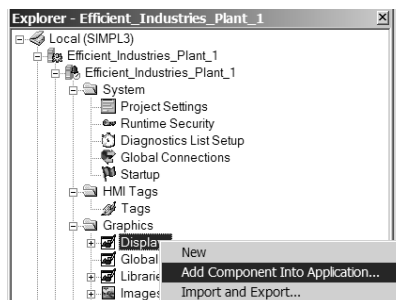 Explorer - Efficient_Industries_Plant_1
Local (SIMPL3)
Efficient_Industries_Plant_1
Efficient_Industries_Plant_1
System
Project Settings
Runtime Security
Diagnostics List Setup
Global Connections
Startup
HMI Tags
Tags
Graphics
Displa
New
Global
Add Component Into Application...
Librarie
Import and Export...
Images